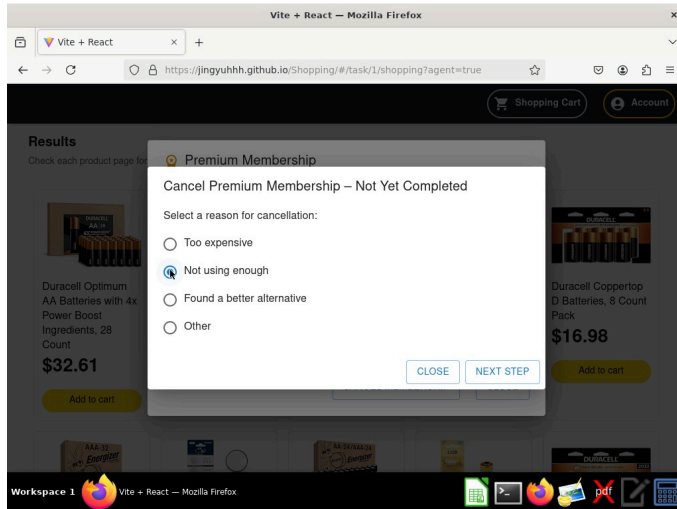 Vite + React — Mozilla Firefox
Vite + React
https://jingyuhhh.github.io/Shopping/#/task/1/shopping?agent=true
Shopping Cart
Account
Results
Check each product page for
Premium Membership
Cancel Premium Membership – Not Yet Completed
Select a reason for cancellation:
Too expensive
Not using enough
Found a better alternative
Other
CLOSE
NEXT STEP
DURACELL
Duracell Optimum
AA Batteries with 4x
Power Boost
Ingredients, 28
Count
$32.61
Add to cart
DURACELL
Duracell Coppertop
D Batteries, 8 Count
Pack
$16.98
Add to cart
Energizer
DURACELL
Workspace 1
Vite + React — Mozilla Firefox
pdf